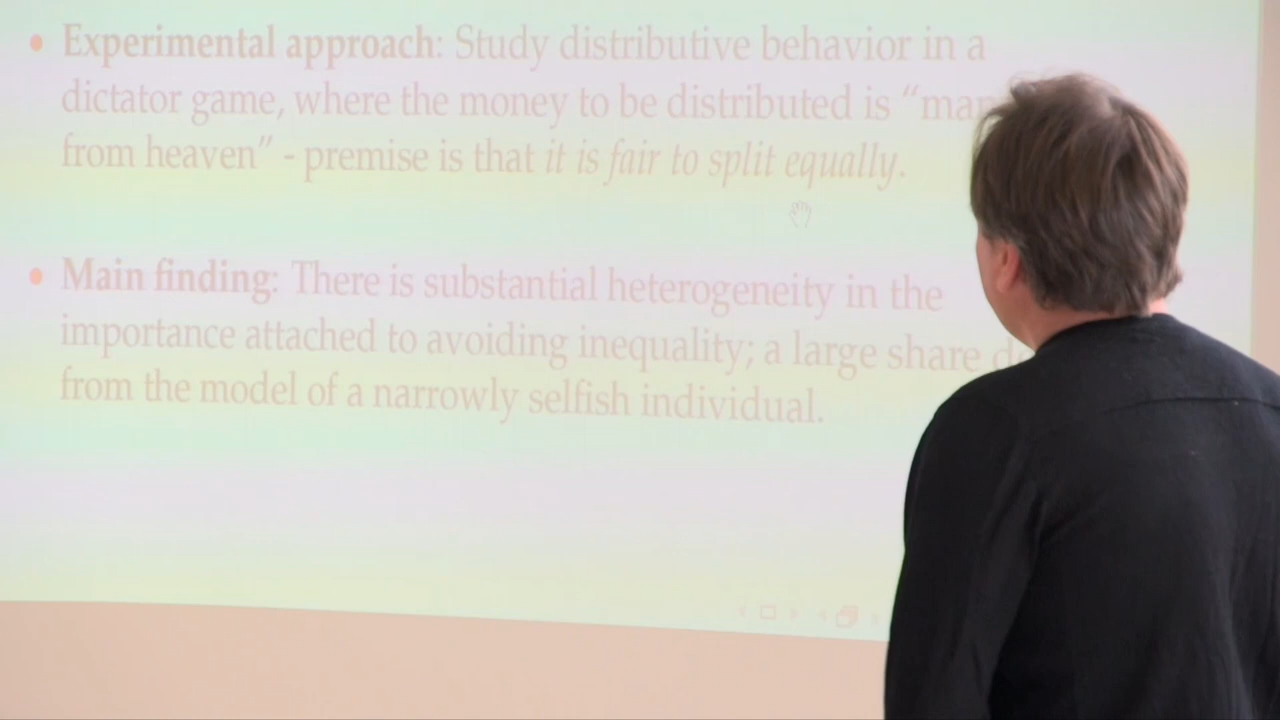 • Experimental approach: Study distributive behavior in a
dictator game, where the money to be distributed is “man
from heaven” - premise is that it is fair to split equally.
• Main finding: There is substantial heterogeneity in the
importance attached to avoiding inequality; a large share d
from the model of a narrowly selfish individual.